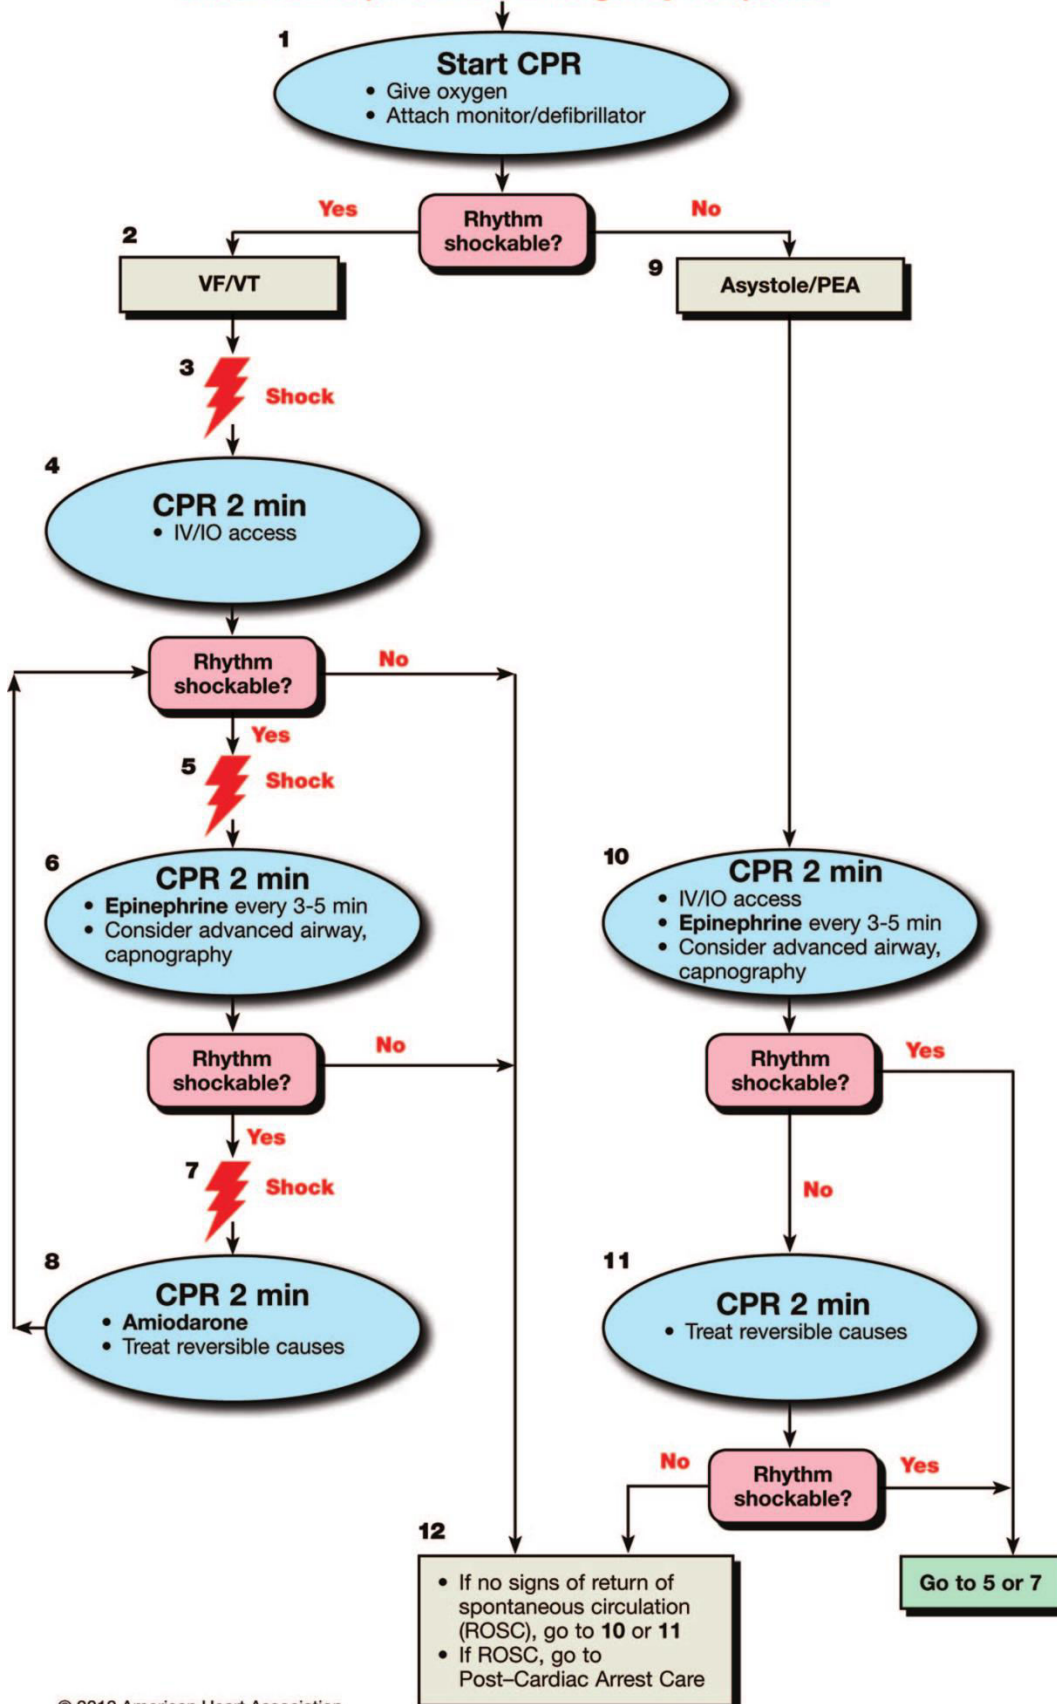 1
Start CPR
• Give oxygen
• Attach monitor/defibrillator
Rhythm
shockable?
Yes
No
2
VF/VT
9
Asystole/PEA
3
Shock
4
CPR 2 min
• IV/IO access
Rhythm
shockable?
No
Yes
5
Shock
6
CPR 2 min
• Epinephrine every 3-5 min
• Consider advanced airway,
capnography
Rhythm
shockable?
No
Yes
7
Shock
8
CPR 2 min
• Amiodarone
• Treat reversible causes
10
CPR 2 min
• IV/IO access
• Epinephrine every 3-5 min
• Consider advanced airway,
capnography
Rhythm
shockable?
Yes
No
11
CPR 2 min
• Treat reversible causes
Rhythm
shockable?
No
Yes
12
• If no signs of return of
spontaneous circulation
(ROSC), go to 10 or 11
• If ROSC, go to
Post–Cardiac Arrest Care
Go to 5 or 7
American Heart Association